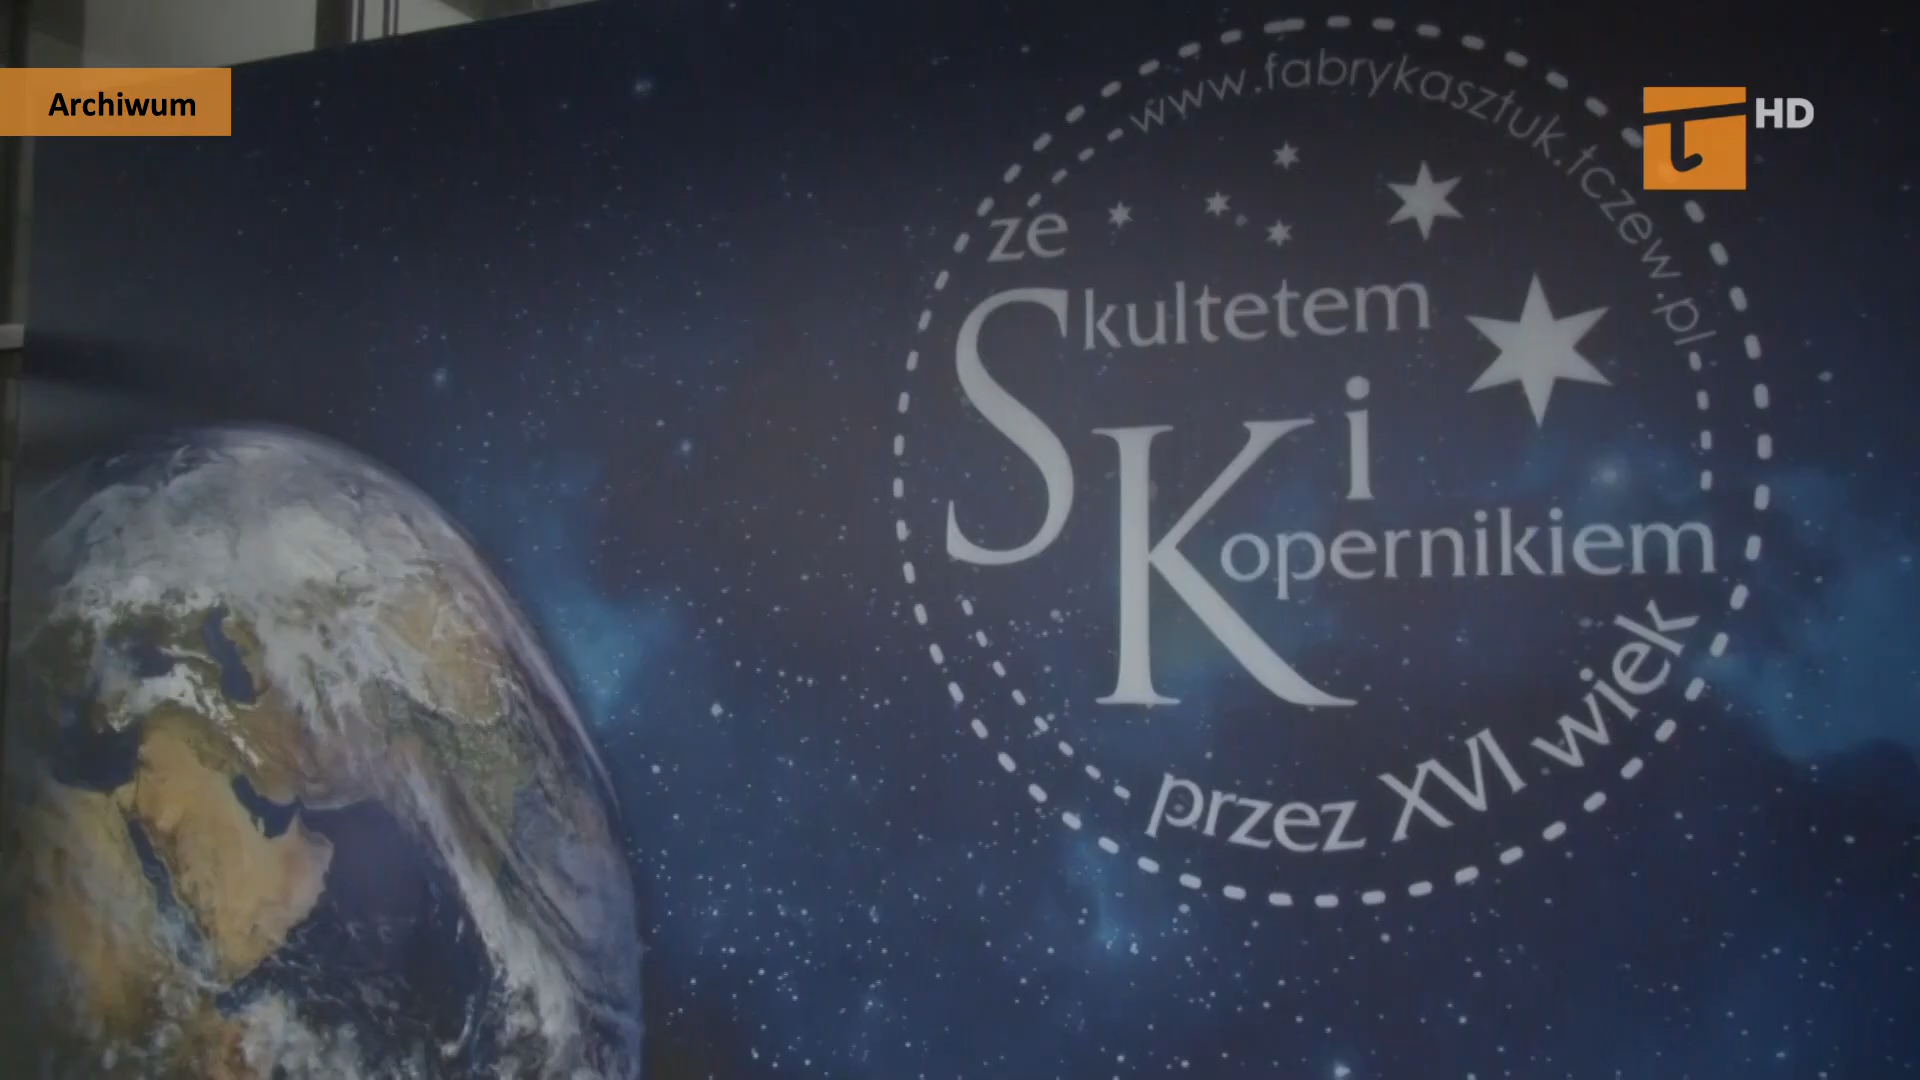 Archiwum
HD
www.fabrykasztuk.tczew.pl
ze
Skultetem
i
Kopernikiem
przez XVI wiek